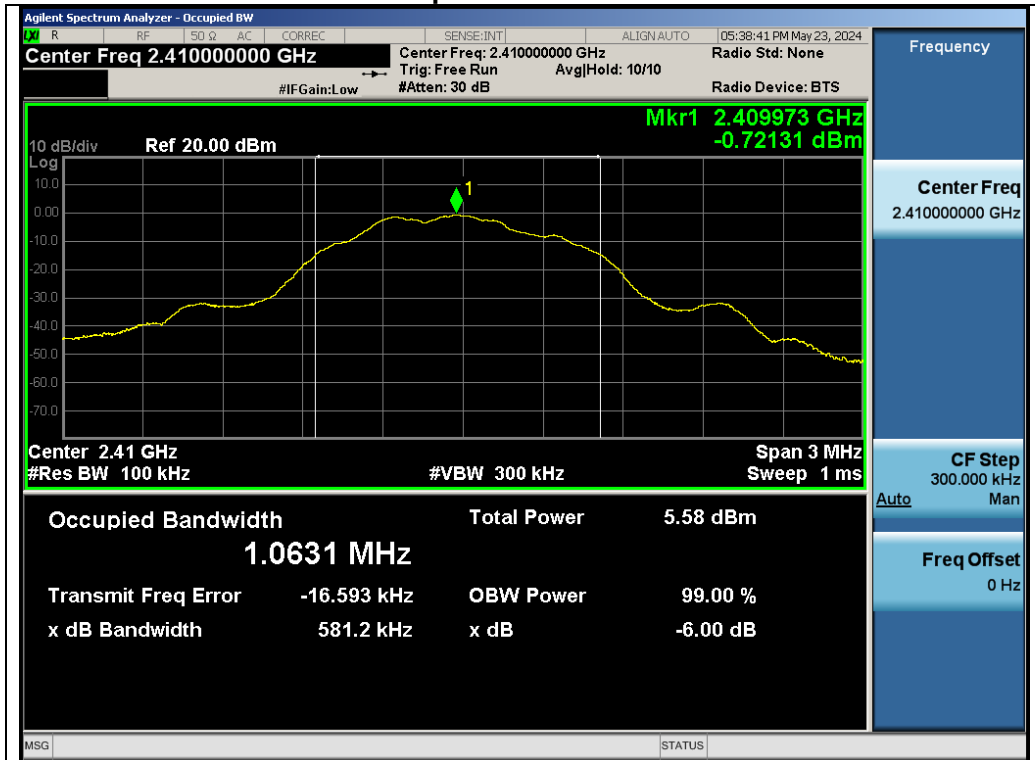 Agilent Spectrum Analyzer - Occupied BW
LXI R RF 50 Ω AC CORREC SENSE:INT ALIGN AUTO 05:38:41 PM May 23, 2024
Center Freq 2.410000000 GHz
Center Freq: 2.410000000 GHz Radio Std: None
Trig: Free Run Avg|Hold: 10/10
#IFGain:Low #Atten: 30 dB Radio Device: BTS
Frequency
Mkr1 2.409973 GHz
-0.72131 dBm
10 dB/div Ref 20.00 dBm
Log
10.0
0.00
-10.0
-20.0
-30.0
-40.0
-50.0
-60.0
-70.0
1
Center 2.41 GHz Span 3 MHz
#Res BW 100 kHz #VBW 300 kHz Sweep 1 ms
Center Freq
2.410000000 GHz
CF Step
300.000 kHz
Auto Man
Freq Offset
0 Hz
Occupied Bandwidth Total Power 5.58 dBm
1.0631 MHz
Transmit Freq Error -16.593 kHz OBW Power 99.00 %
x dB Bandwidth 581.2 kHz x dB -6.00 dB
MSG STATUS